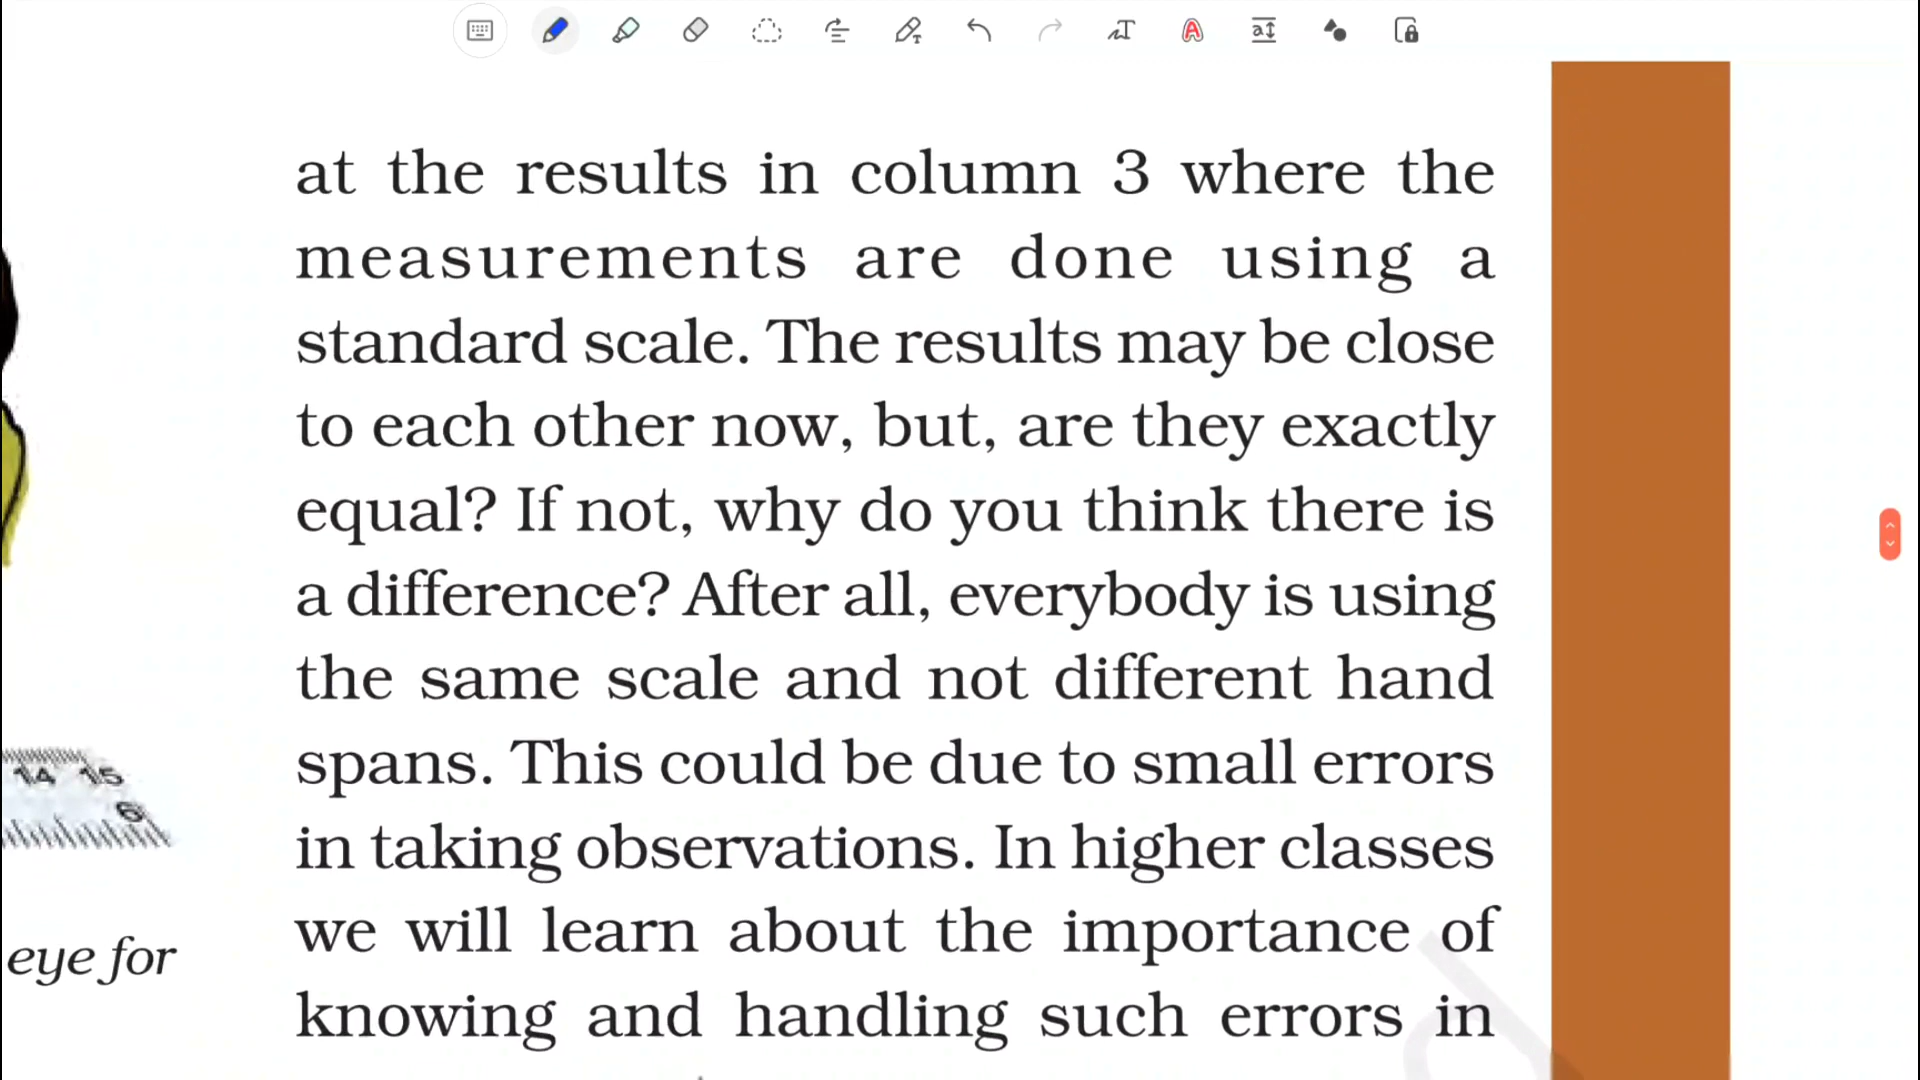 at the results in column 3 where the
measurements are done using a
standard scale. The results may be close
to each other now, but, are they exactly
equal? If not, why do you think there is
a difference? After all, everybody is using
the same scale and not different hand
spans. This could be due to small errors
in taking observations. In higher classes
we will learn about the importance of
knowing and handling such errors in
14 15
6
eye for